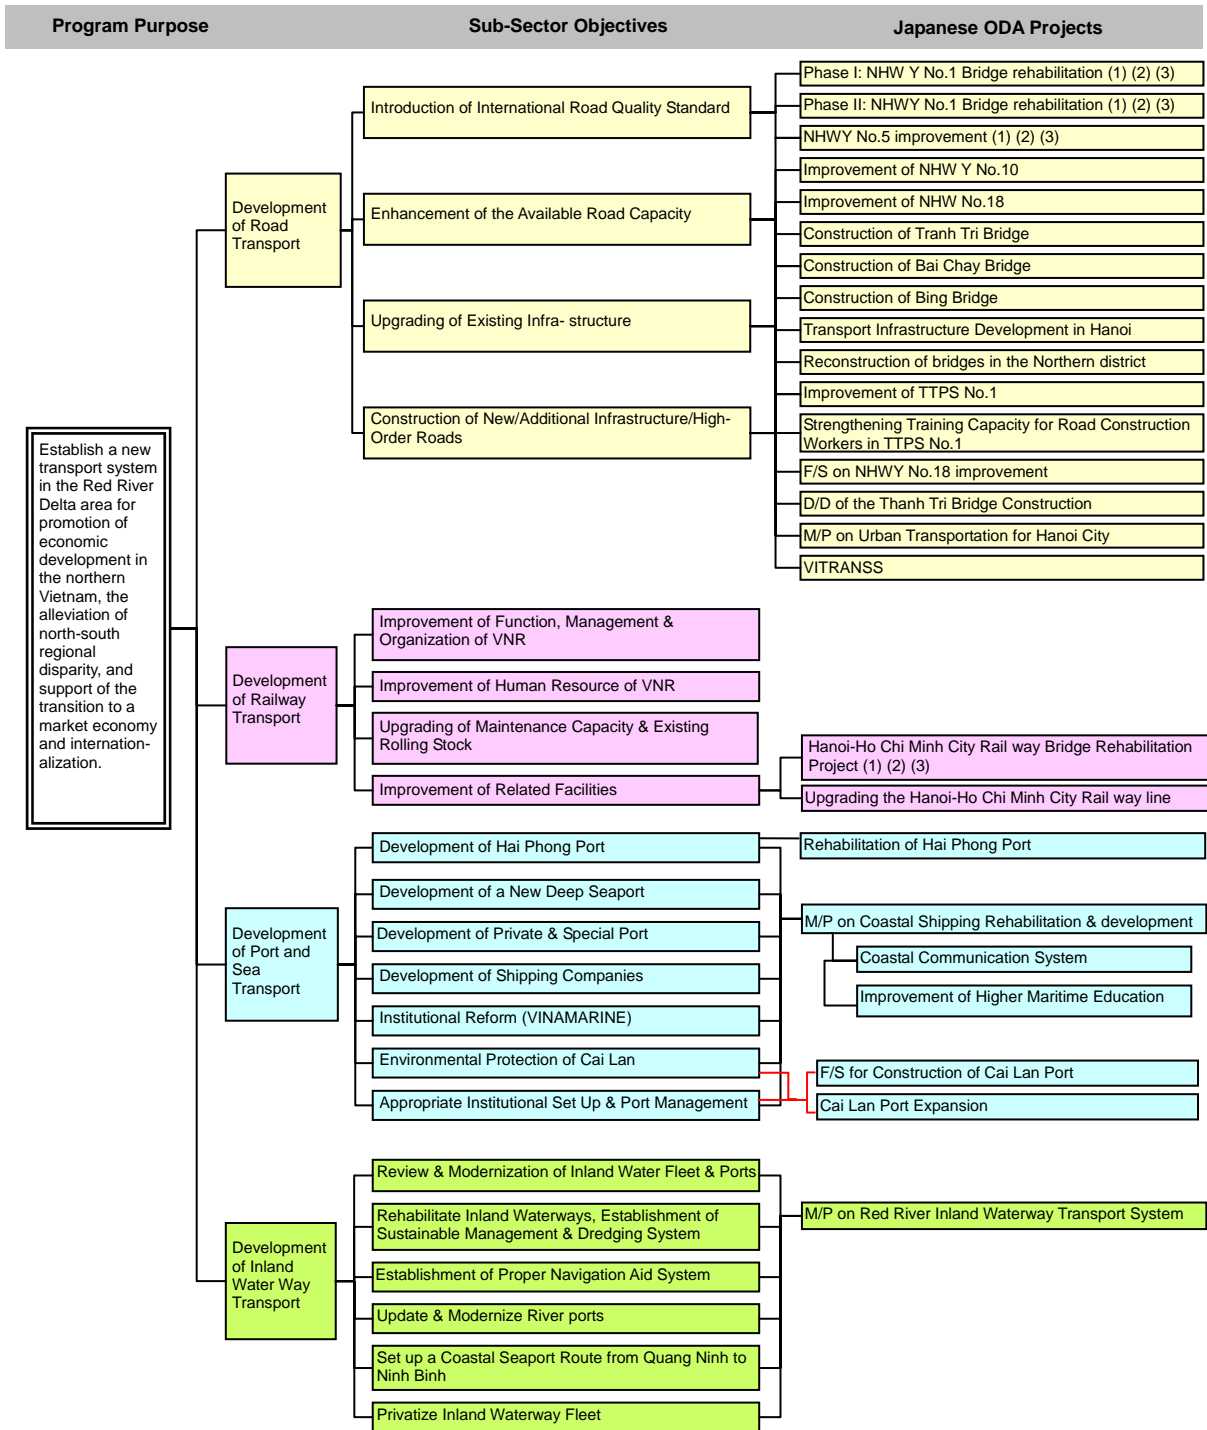 Program Purpose
Sub-Sector Objectives
Japanese ODA Projects
Establish a new
transport system
in the Red River
Delta area for
promotion of
economic
development in
the northern
Vietnam, the
alleviation of
north-south
regional
disparity, and
support of the
transition to a
market economy
and internation-
alization.
Development
of Road
Transport
Introduction of International Road Quality Standard
Enhancement of the Available Road Capacity
Upgrading of Existing Infra- structure
Construction of New/Additional Infrastructure/High-
Order Roads
Phase I: NHW Y No.1 Bridge rehabilitation (1) (2) (3)
Phase II: NHWY No.1 Bridge rehabilitation (1) (2) (3)
NHWY No.5 improvement (1) (2) (3)
Improvement of NHW Y No.10
Improvement of NHW No.18
Construction of Tranh Tri Bridge
Construction of Bai Chay Bridge
Construction of Bing Bridge
Transport Infrastructure Development in Hanoi
Reconstruction of bridges in the Northern district
Improvement of TTPS No.1
Strengthening Training Capacity for Road Construction
Workers in TTPS No.1
F/S on NHWY No.18 improvement
D/D of the Thanh Tri Bridge Construction
M/P on Urban Transportation for Hanoi City
VITRANSS
Development
of Railway
Transport
Improvement of Function, Management &
Organization of VNR
Improvement of Human Resource of VNR
Upgrading of Maintenance Capacity & Existing
Rolling Stock
Improvement of Related Facilities
Hanoi-Ho Chi Minh City Rail way Bridge Rehabilitation
Project (1) (2) (3)
Upgrading the Hanoi-Ho Chi Minh City Rail way line
Development
of Port and
Sea
Transport
Development of Hai Phong Port
Development of a New Deep Seaport
Development of Private & Special Port
Development of Shipping Companies
Institutional Reform (VINAMARINE)
Environmental Protection of Cai Lan
Appropriate Institutional Set Up & Port Management
Rehabilitation of Hai Phong Port
M/P on Coastal Shipping Rehabilitation & development
Coastal Communication System
Improvement of Higher Maritime Education
F/S for Construction of Cai Lan Port
Cai Lan Port Expansion
Development
of Inland
Water Way
Transport
Review & Modernization of Inland Water Fleet & Ports
Rehabilitate Inland Waterways, Establishment of
Sustainable Management & Dredging System
Establishment of Proper Navigation Aid System
Update & Modernize River ports
Set up a Coastal Seaport Route from Quang Ninh to
Ninh Binh
Privatize Inland Waterway Fleet
M/P on Red River Inland Waterway Transport System